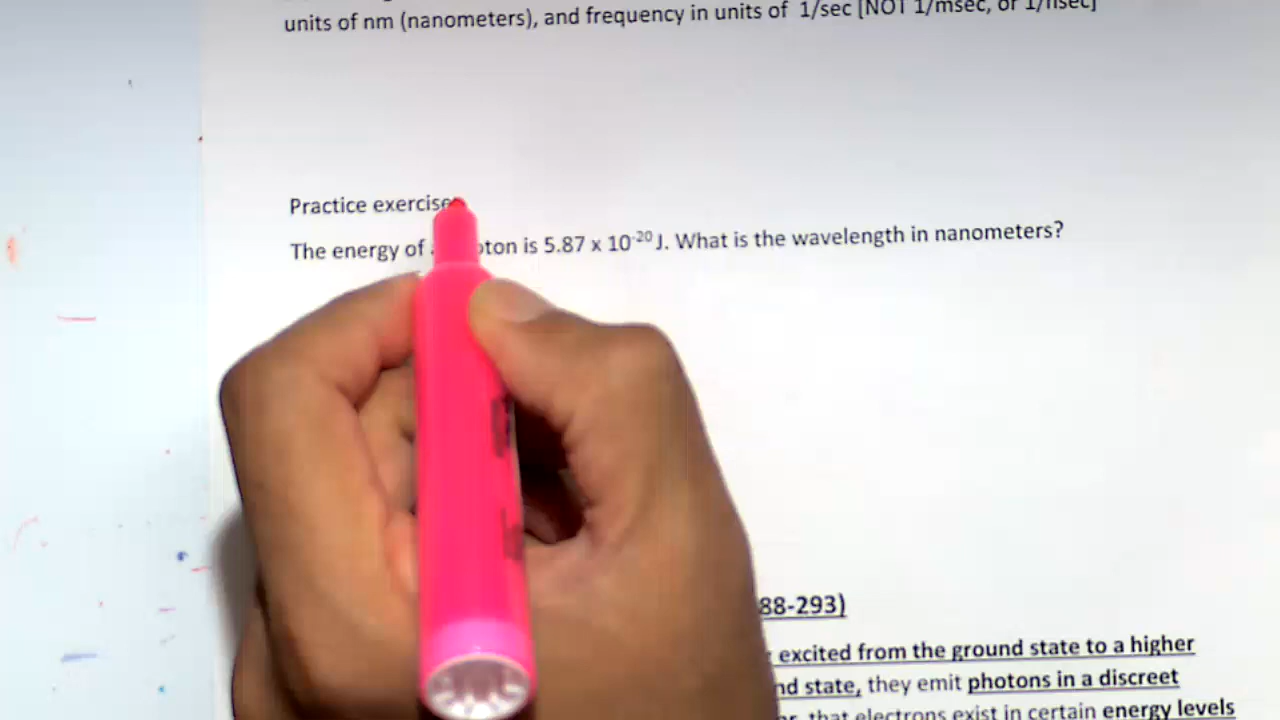 units of nm (nanometers), and frequency in units of 1/sec [NOT 1/msec, or 1/nsec]
Practice exercise
The energy of is 5.87 x 10⁻²⁰ J. What is the wavelength in nanometers?
88-293)
excited from the ground state to a higher
state, they emit photons in a discreet
that electrons exist in certain energy levels